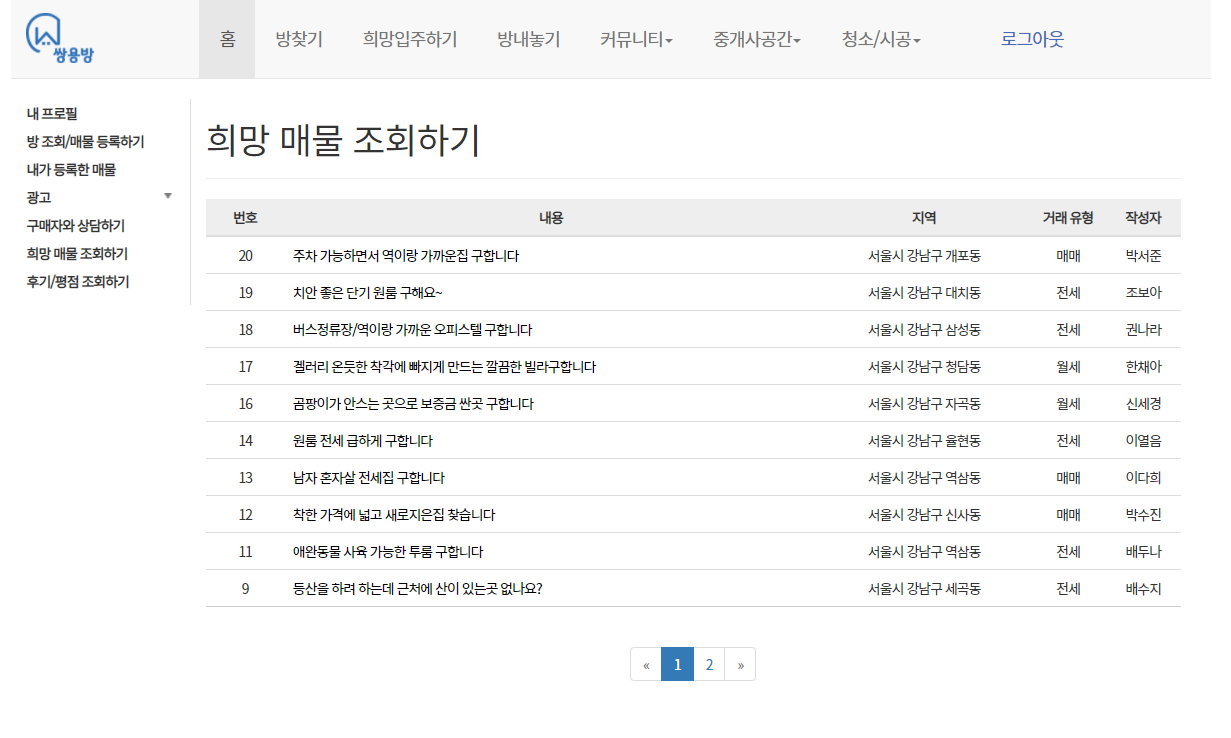 쌍용방
홈 방찾기 희망입주하기 방내놓기 커뮤니티 중개사공간 청소/시공 로그아웃
내 프로필
방 조회/매물 등록하기
내가 등록한 매물
광고
구매자와 상담하기
희망 매물 조회하기
후기/평점 조회하기
희망 매물 조회하기
번호 내용 지역 거래 유형 작성자
20 주차 가능하면서 역이랑 가까운집 구합니다 서울시 강남구 개포동 매매 박서준
19 치안 좋은 단기 원룸 구해요~ 서울시 강남구 대치동 전세 조보아
18 버스정류장/역이랑 가까운 오피스텔 구합니다 서울시 강남구 삼성동 전세 권나라
17 겔러리 온듯한 착각에 빠지게 만드는 깔끔한 빌라구합니다 서울시 강남구 청담동 월세 한채아
16 곰팡이가 안스는 곳으로 보증금 싼곳 구합니다 서울시 강남구 자곡동 월세 신세경
14 원룸 전세 급하게 구합니다 서울시 강남구 율현동 전세 이열음
13 남자 혼자살 전세집 구합니다 서울시 강남구 역삼동 매매 이다희
12 착한 가격에 넓고 새로지은집 찾습니다 서울시 강남구 신사동 매매 박수진
11 애완동물 사육 가능한 투룸 구합니다 서울시 강남구 역삼동 전세 배두나
9 등산을 하려 하는데 근처에 산이 있는곳 없나요? 서울시 강남구 세곡동 전세 배수지
« 1 2 »